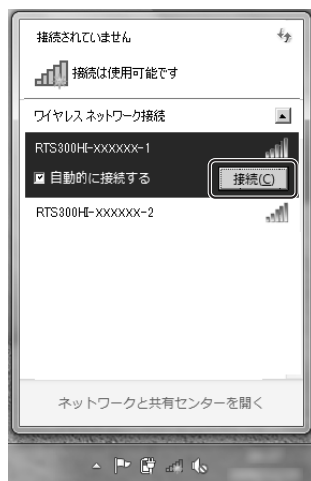 接続されていません
接続は使用可能です
ワイヤレス ネットワーク接続
RTS300HI-XXXXXX-1
自動的に接続する
接続(C)
RTS300HI-XXXXXX-2
ネットワークと共有センターを開く